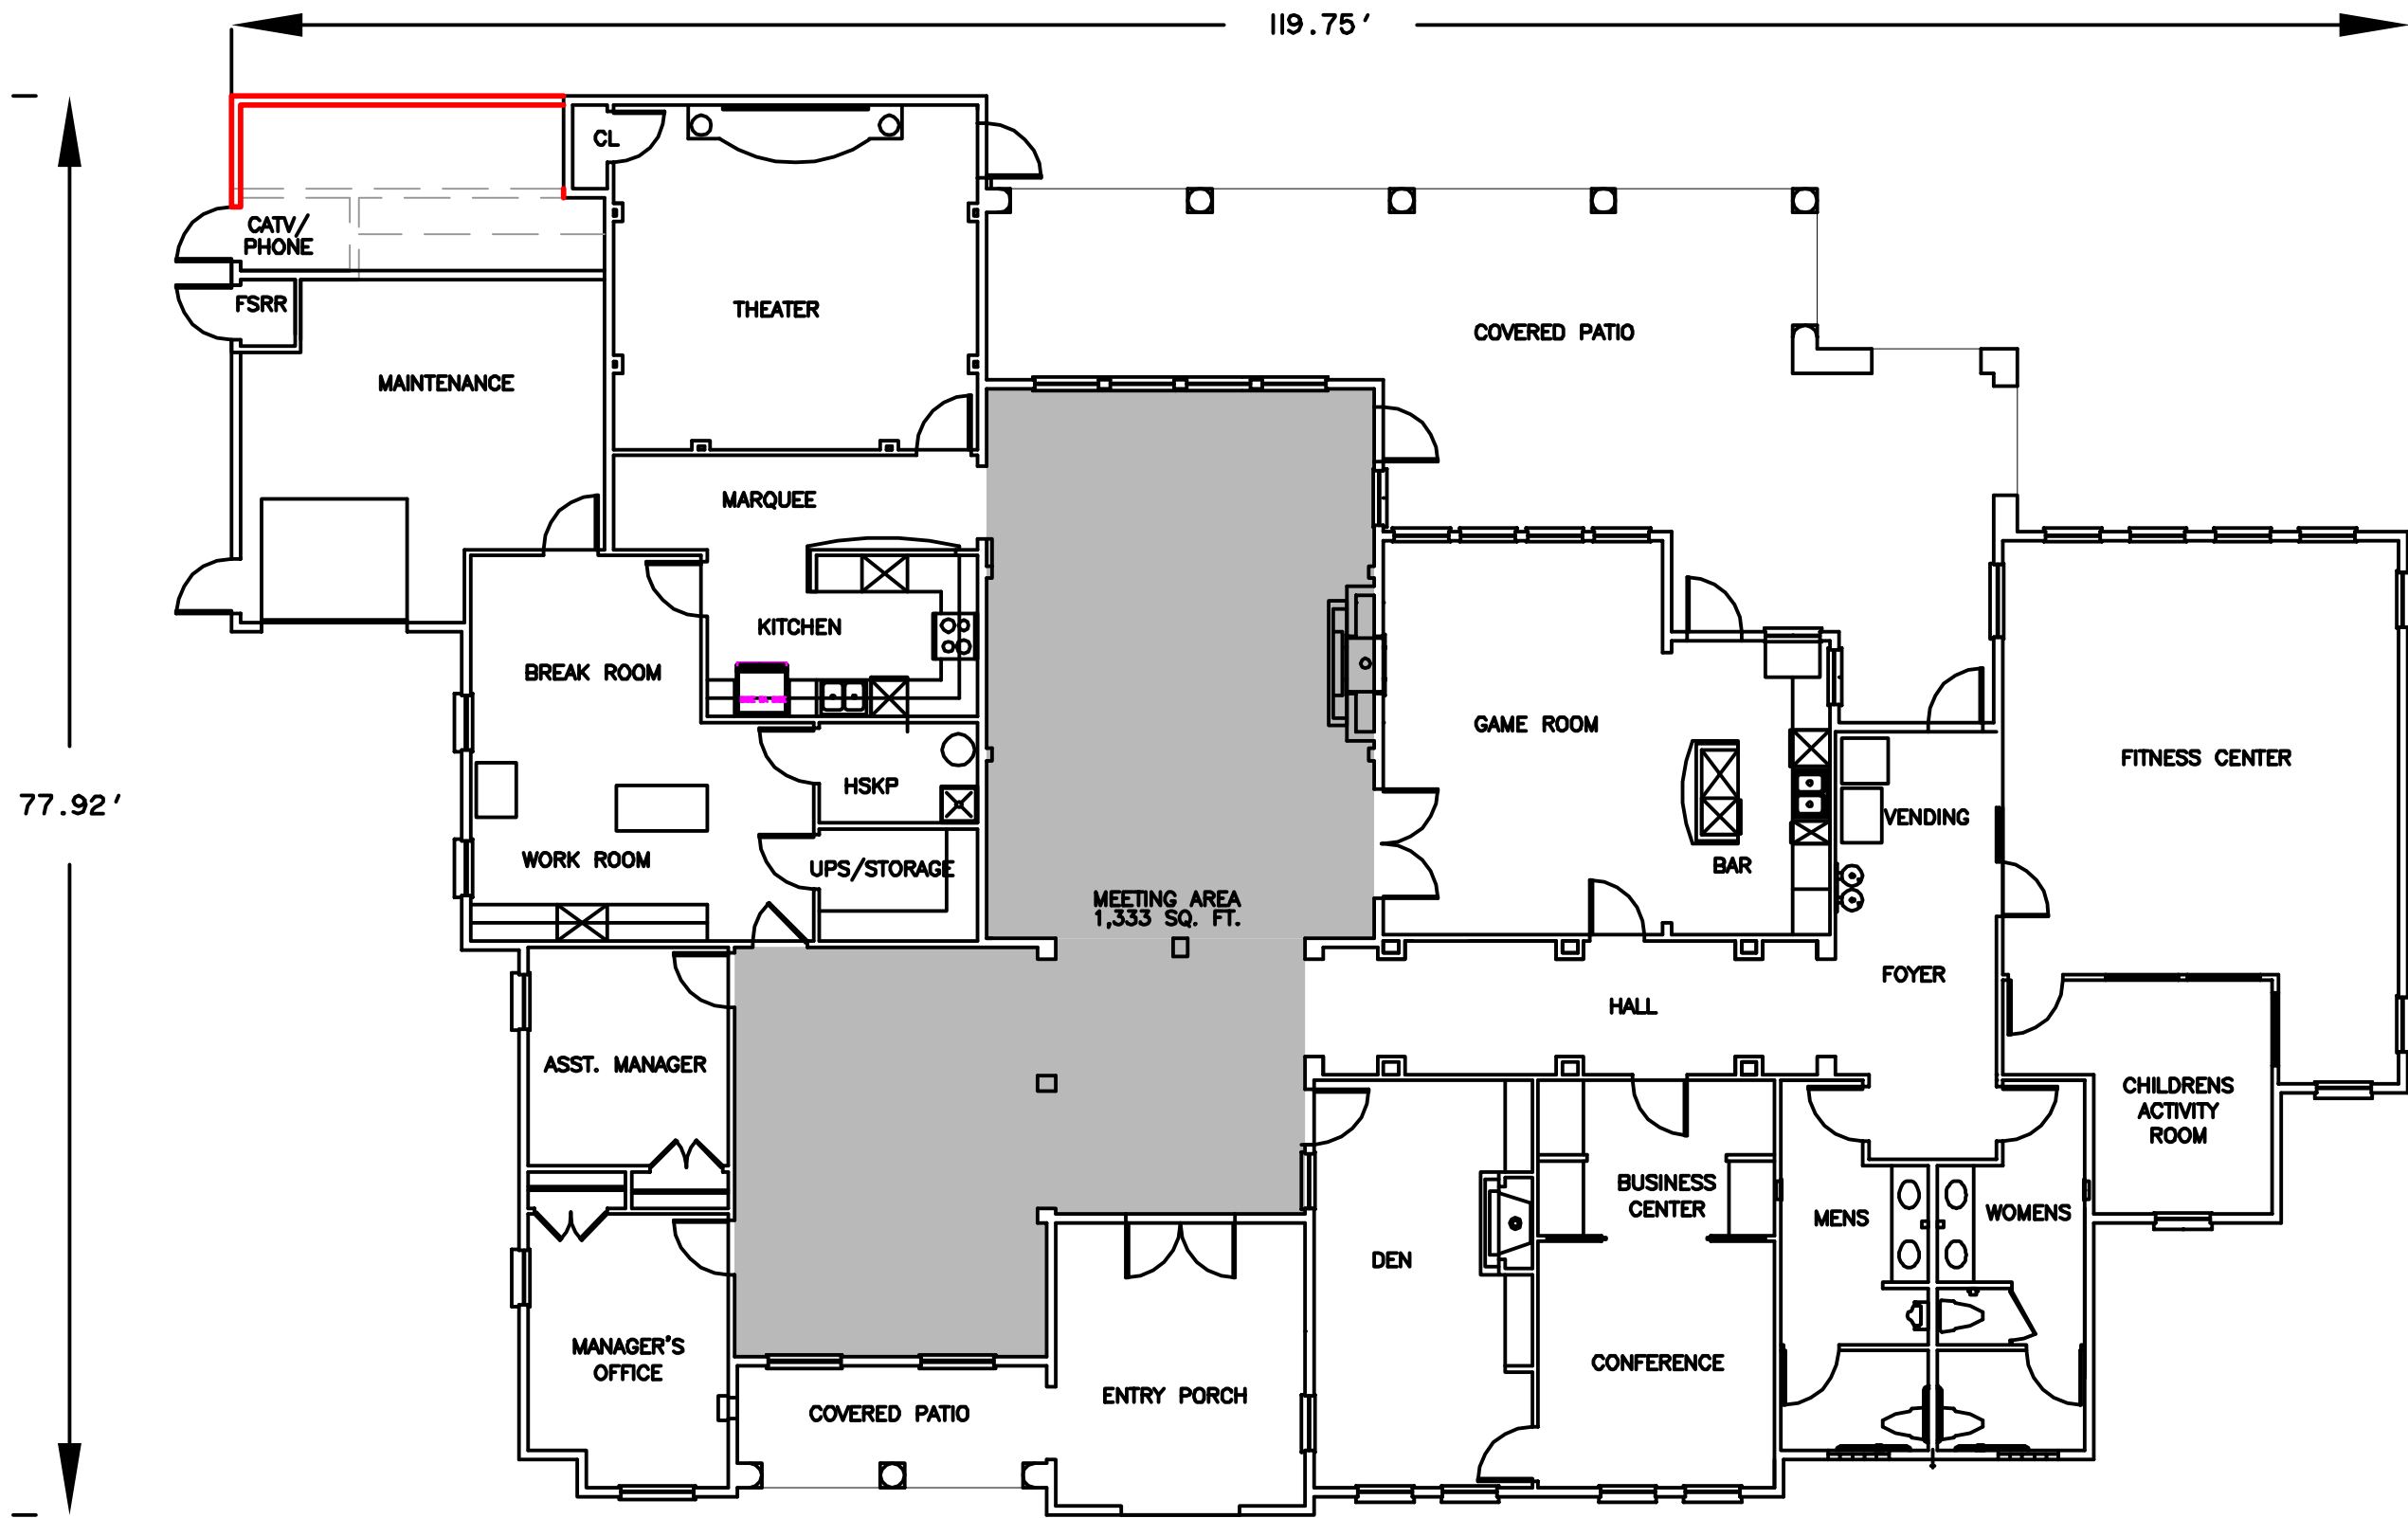 119.75'
CL
CATV/
PHONE
FSRR
THEATER
COVERED PATIO
MAINTENANCE
MARQUEE
KITCHEN
BREAK ROOM
GAME ROOM
FITNESS CENTER
77.92'
HSKP
VENDING
WORK ROOM
UPS/STORAGE
BAR
MEETING AREA
1,333 SQ. FT.
FOYER
HALL
ASST. MANAGER
CHILDRENS
ACTIVITY
ROOM
BUSINESS
CENTER
MENS
WOMENS
DEN
MANAGER'S
OFFICE
CONFERENCE
ENTRY PORCH
COVERED PATIO